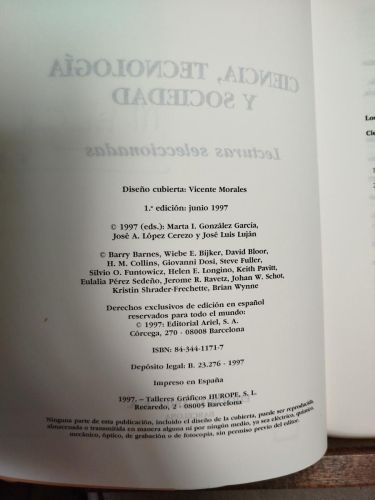 CIENCIA, TECNOLOGÍA
Y SOCIEDAD
Lecturas seleccionadas
Diseño cubierta: Vicente Morales
1.ª edición: junio 1997
© 1997 (eds.): Marta I. González García,
José A. López Cerezo y José Luis Luján
© Barry Barnes, Wiebe E. Bijker, David Bloor,
H. M. Collins, Giovanni Dosi, Steve Fuller,
Silvio O. Funtowicz, Helen E. Longino, Keith Pavitt,
Eulalia Pérez Sedeño, Jerome R. Ravetz, Johan W. Schot,
Kristin Shrader-Frechette, Brian Wynne
Derechos exclusivos de edición en español
reservados para todo el mundo:
© 1997: Editorial Ariel, S. A.
Córcega, 270 - 08008 Barcelona
ISBN: 84-344-1171-7
Depósito legal: B. 23.276 - 1997
Impreso en España
1997. – Talleres Gráficos HUROPE, S. L.
Recaredo, 2 - 08005 Barcelona
Ninguna parte de esta publicación, incluido el diseño de la cubierta, puede ser reproducida,
almacenada o transmitida en manera alguna ni por ningún medio, ya sea eléctrico, químico,
mecánico, óptico, de grabación o de fotocopia, sin permiso previo del editor.